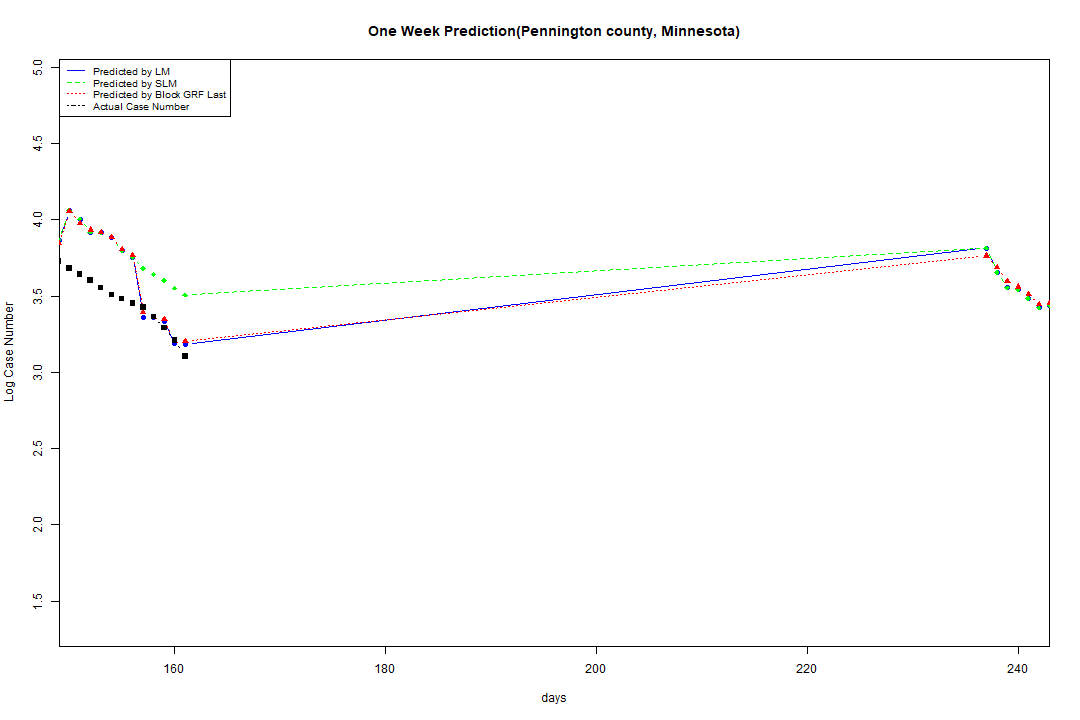 One Week Prediction(Pennington county, Minnesota)
Predicted by LM
Predicted by SLM
Predicted by Block GRF Last
Actual Case Number
5.0
4.5
4.0
3.5
3.0
2.5
2.0
1.5
Log Case Number
160
180
200
220
240
days